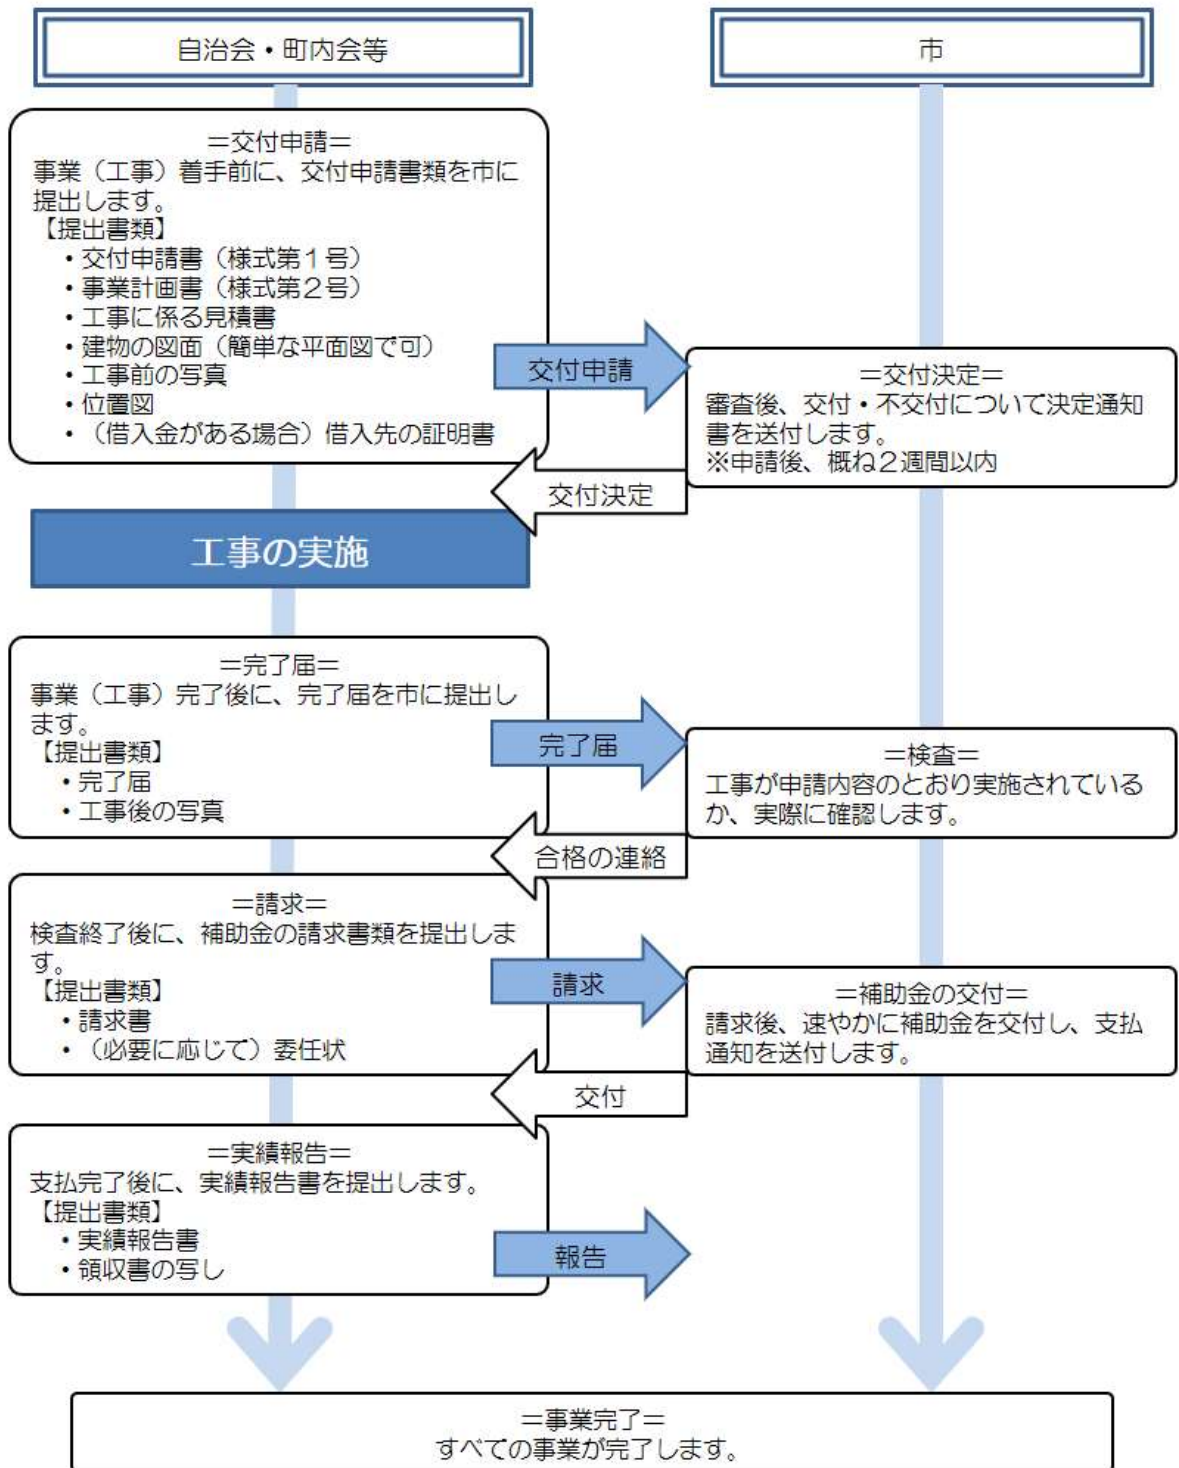 自治会・町内会等
市
＝交付申請＝
事業（工事）着手前に、交付申請書類を市に
提出します。
【提出書類】
・交付申請書（様式第１号）
・事業計画書（様式第２号）
・工事に係る見積書
・建物の図面（簡単な平面図で可）
・工事前の写真
・位置図
・（借入金がある場合）借入先の証明書
交付申請
＝交付決定＝
審査後、交付・不交付について決定通知
書を送付します。
※申請後、概ね２週間以内
交付決定
工事の実施
＝完了届＝
事業（工事）完了後に、完了届を市に提出し
ます。
【提出書類】
・完了届
・工事後の写真
完了届
＝検査＝
工事が申請内容のとおり実施されている
か、実際に確認します。
合格の連絡
＝請求＝
検査終了後に、補助金の請求書類を提出しま
す。
【提出書類】
・請求書
・（必要に応じて）委任状
請求
＝補助金の交付＝
請求後、速やかに補助金を交付し、支払
通知を送付します。
交付
＝実績報告＝
支払完了後に、実績報告書を提出します。
【提出書類】
・実績報告書
・領収書の写し
報告
＝事業完了＝
すべての事業が完了します。